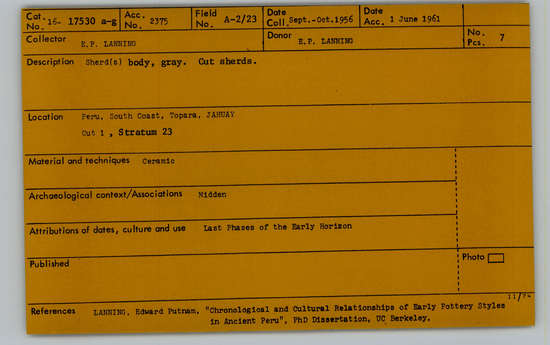 Cat. No. 16- 17530 a-g Acc. No. 2375 Field No. A-2/23 Date Coll. Sept.-Oct.1956 Date Acc. 1 June 1961
Collector E.P. LANNING Donor E.P. LANNING No. Pcs. 7
Description Sherd(s) body, gray. Cut sherds.
Location Peru, South Coast, Topara, JAHUAY
Cut 1 , Stratum 23
Material and techniques Ceramic
Archaeological context/Associations Midden
Attributions of dates, culture and use Last Phases of the Early Horizon
Published Photo
References LANNING, Edward Putnam, "Chronological and Cultural Relationships of Early Pottery Styles
in Ancient Peru", PhD Dissertation, UC Berkeley.